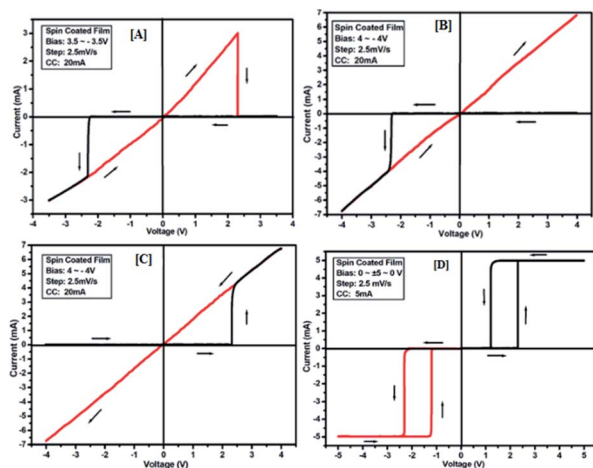 [A]
Spin Coated Film
Bias: 3.5 ~ - 3.5V
Step: 2.5mV/s
CC: 20mA
Current (mA)
3
2
1
0
-1
-2
-3
-4 -3 -2 -1 0 1 2 3 4
Voltage (V)
[B]
Spin Coated Film
Bias: 4 ~ - 4V
Step: 2.5mV/s
CC: 20mA
Current (mA)
7
6
5
4
3
2
1
0
-1
-2
-3
-4
-5
-6
-7
-4 -3 -2 -1 0 1 2 3 4
Voltage (V)
[C]
Spin Coated Film
Bias: 4 ~ - 4V
Step: 2.5mV/s
CC: 20mA
Current (mA)
7
6
5
4
3
2
1
0
-1
-2
-3
-4
-5
-6
-7
-4 -3 -2 -1 0 1 2 3 4
Voltage (V)
[D]
Spin Coated Film
Bias: 0 ~ ±5 ~ 0 V
Step: 2.5 mV/s
CC: 5mA
Current (mA)
5
4
3
2
1
0
-1
-2
-3
-4
-5
-5 -4 -3 -2 -1 0 1 2 3 4 5
Voltage (V)